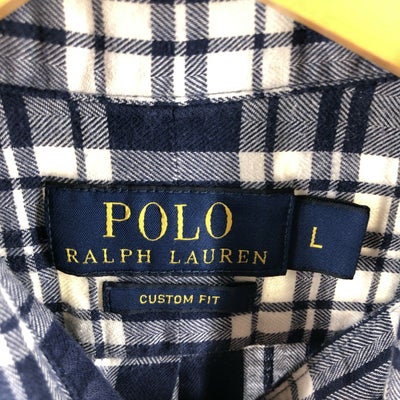 POLO
RALPH LAUREN
L
CUSTOM FIT